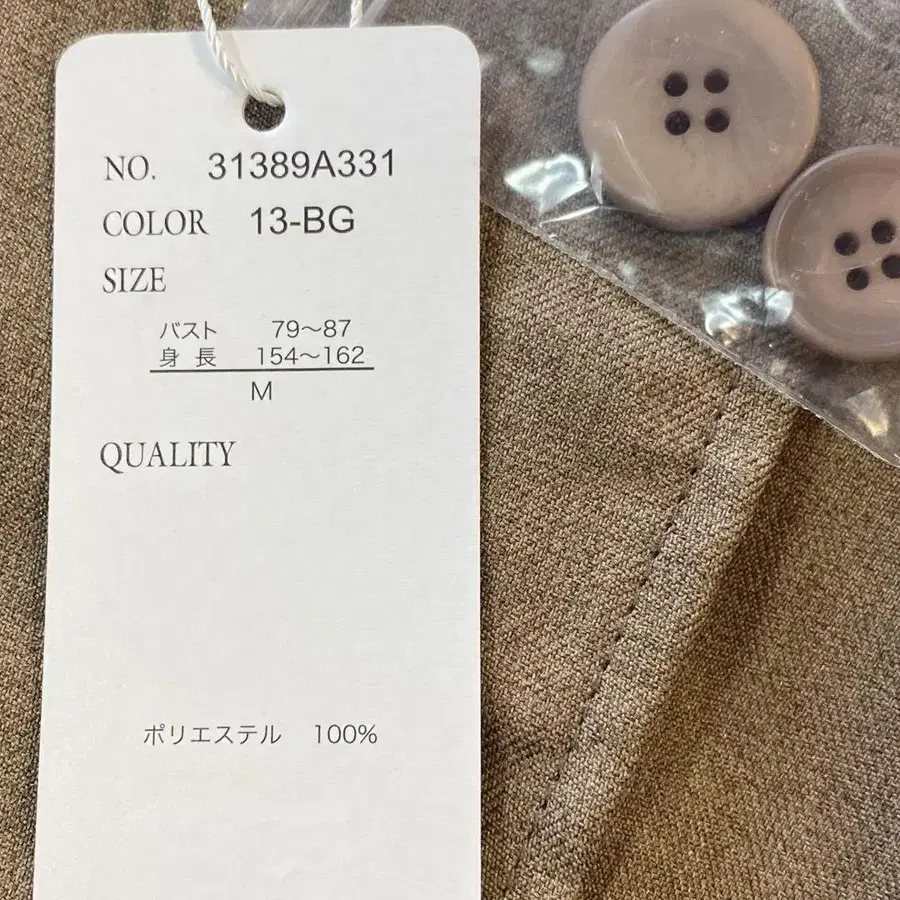 NO. 31389A331
COLOR 13-BG
SIZE
バスト 79～87
身長 154～162
M
QUALITY
ポリエステル 100%